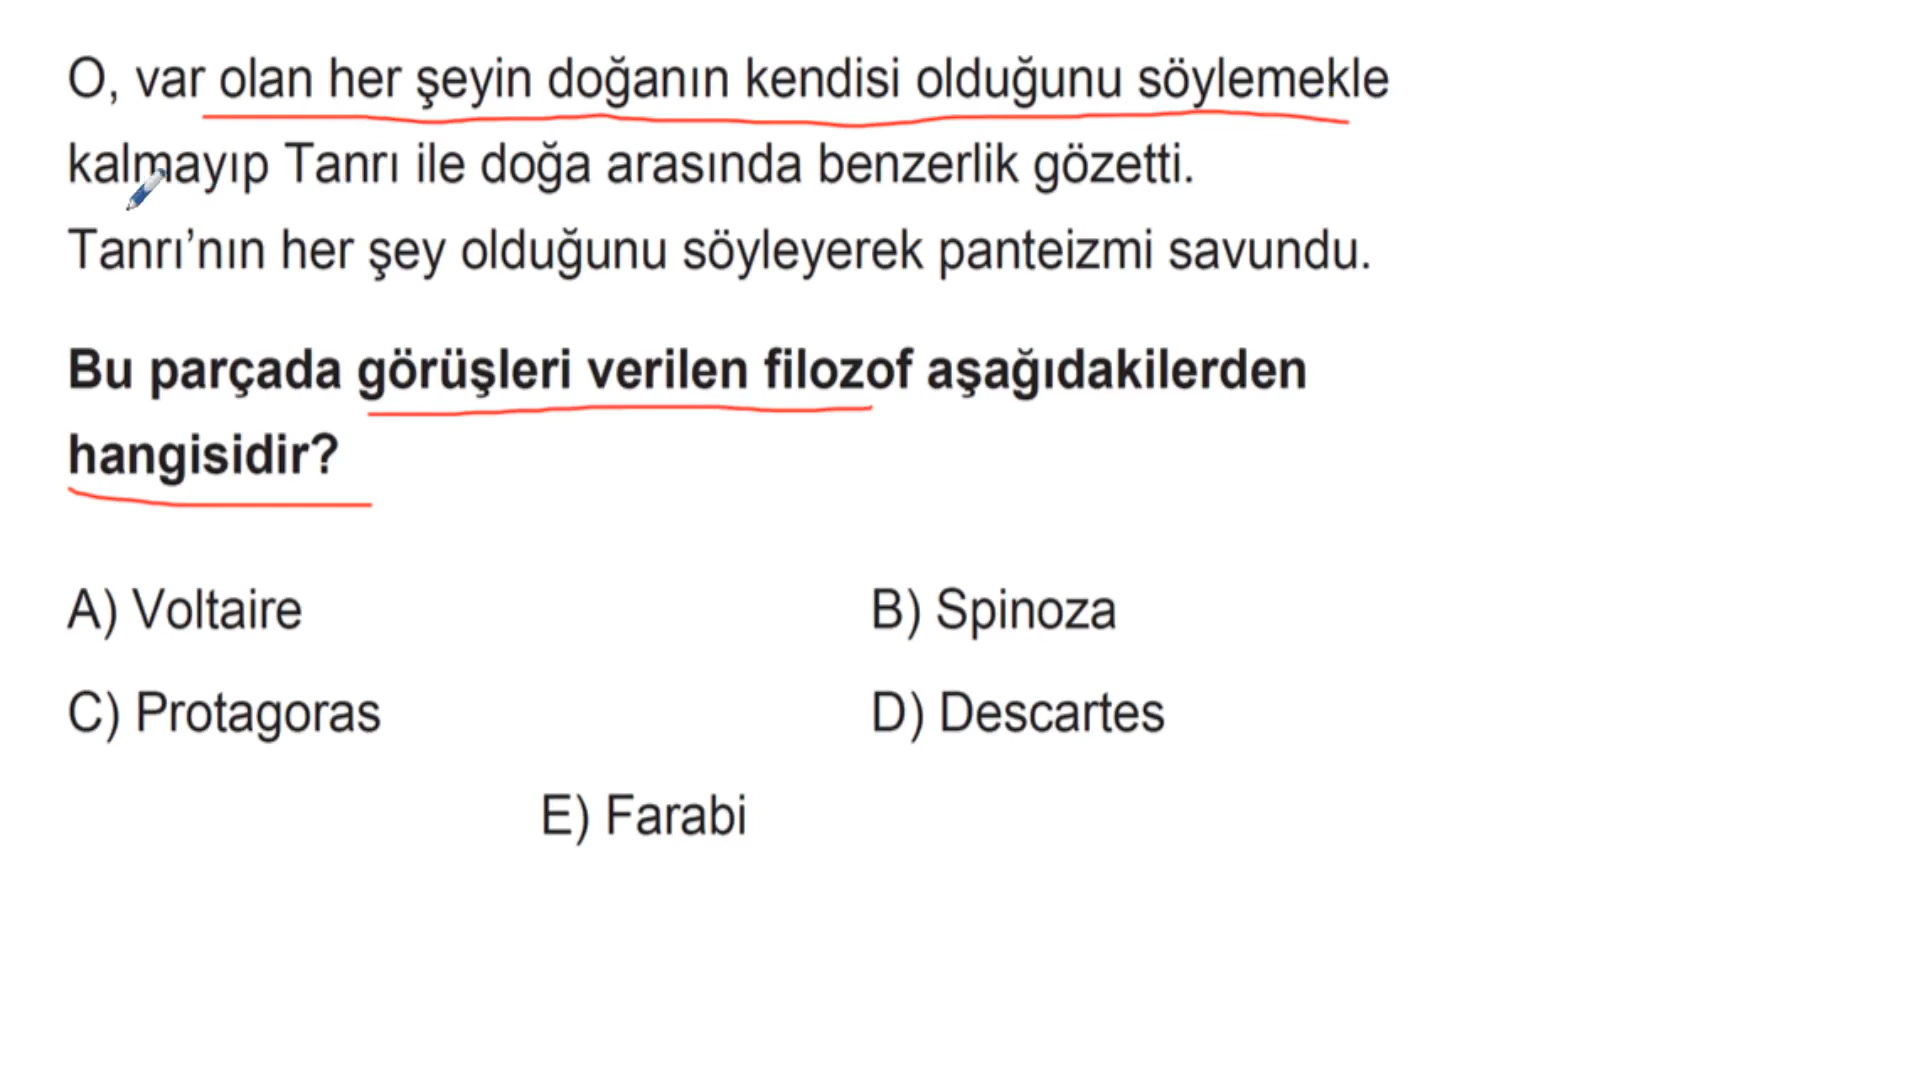 O, var olan her şeyin doğanın kendisi olduğunu söylemekle
kalmayıp Tanrı ile doğa arasında benzerlik gözetti.
Tanrı’nın her şey olduğunu söyleyerek panteizmi savundu.
Bu parçada görüşleri verilen filozof aşağıdakilerden
hangisidir?
A) Voltaire
B) Spinoza
C) Protagoras
D) Descartes
E) Farabi